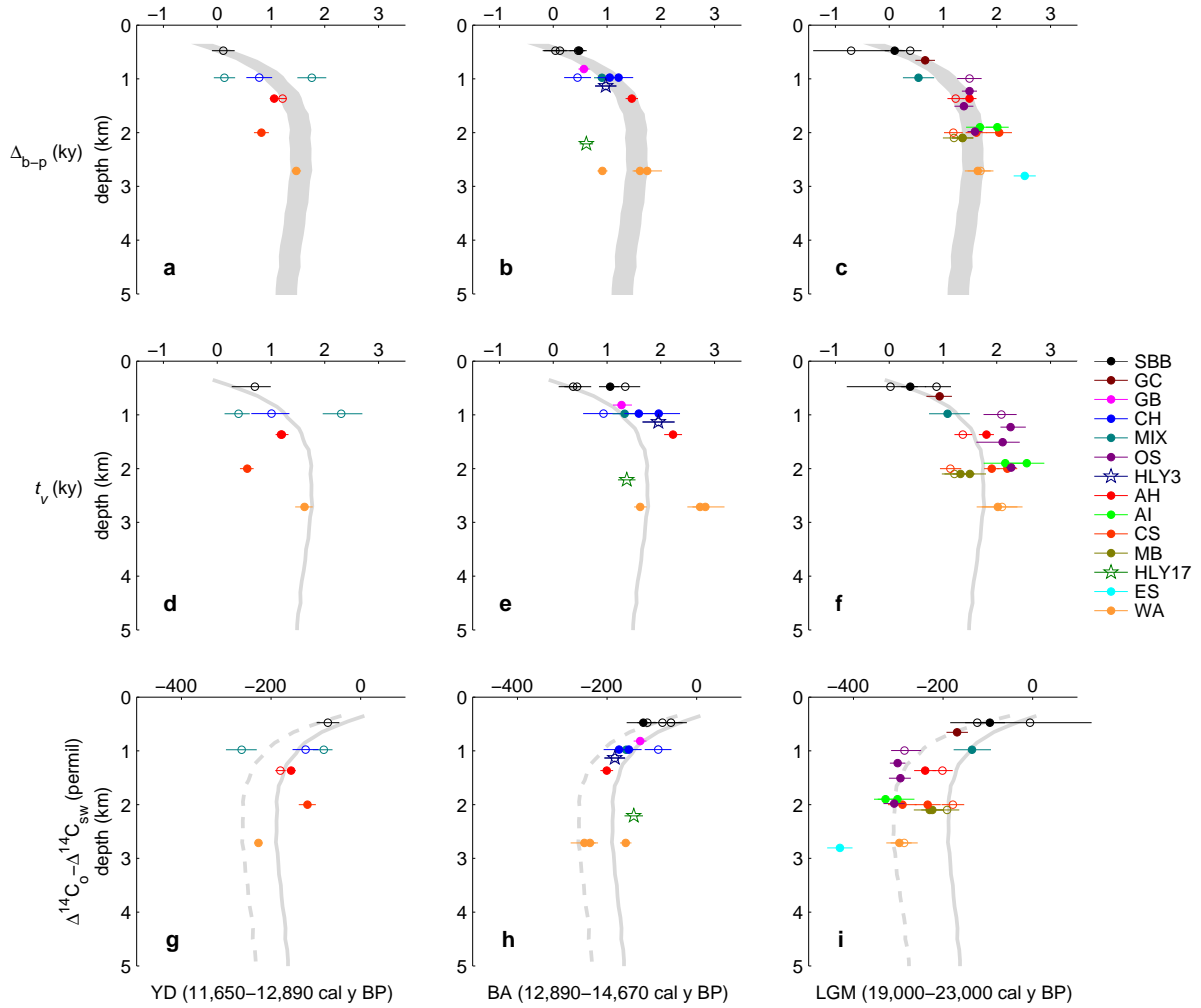 −1 0 1 2 3
−1 0 1 2 3
−1 0 1 2 3
0
1
2
3
4
5
0
1
2
3
4
5
0
1
2
3
4
5
Δb−p (ky)
depth (km)
a
b
c
−1 0 1 2 3
−1 0 1 2 3
−1 0 1 2 3
0
1
2
3
4
5
0
1
2
3
4
5
0
1
2
3
4
5
tv (ky)
depth (km)
d
e
f
SBB
GC
GB
CH
MIX
OS
HLY3
AH
AI
CS
MB
HLY17
ES
WA
−400 −200 0
−400 −200 0
−400 −200 0
0
1
2
3
4
5
0
1
2
3
4
5
0
1
2
3
4
5
Δ14Co−Δ14Csw (permil)
depth (km)
g
h
i
YD (11,650−12,890 cal y BP)
BA (12,890−14,670 cal y BP)
LGM (19,000−23,000 cal y BP)